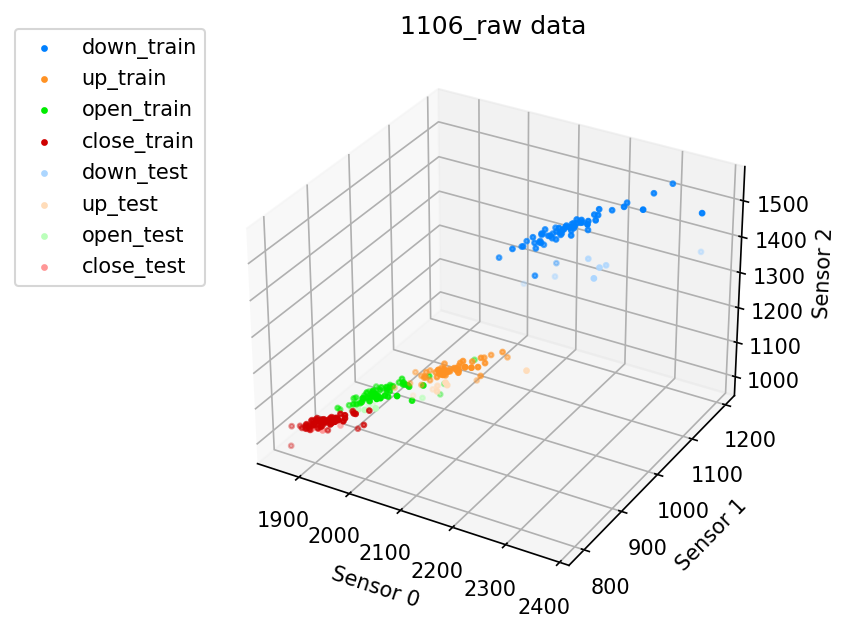 1106_raw data
down_train
up_train
open_train
close_train
down_test
up_test
open_test
close_test
1500
1400
1300
1200
1100
1000
Sensor 2
1200
1100
1000
900
800
Sensor 1
1900
2000
2100
2200
2300
2400
Sensor 0